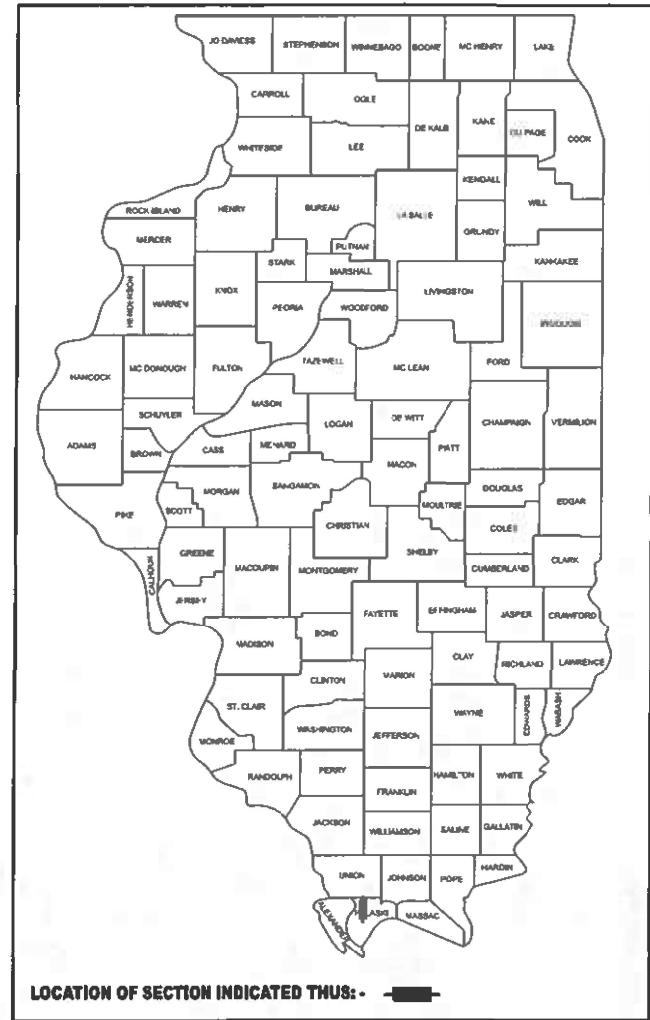 JO DAVIESS STEPHENSON WINNEBAGO BOONE MC HENRY LAKE
CARROLL OGLE
DE KALB KANE DU PAGE COOK
WHITESIDE LEE
KENDALL
ROCK ISLAND HENRY BUREAU LA SALLE WILL
MERCER PUTNAM GRUNDY
STARK MARSHALL KANKAKEE
HENDERSON WARREN KNOX PEORIA WOODFORD LIVINGSTON
HANCOCK MC DONOUGH FULTON TAZEWELL MC LEAN FORD
MASON
SCHUYLER LOGAN DE WITT CHAMPAIGN VERMILION
ADAMS BROWN CASS MENARD PIATT
MACON
MORGAN SANGAMON DOUGLAS
PIKE SCOTT CHRISTIAN MOULTRIE COLES EDGAR
GREENE SHELBY
CALHOUN MACOUPIN MONTGOMERY CUMBERLAND CLARK
JERSEY FAYETTE EFFINGHAM JASPER CRAWFORD
MADISON BOND CLAY RICHLAND LAWRENCE
CLINTON MARION
ST. CLAIR WAYNE EDWARDS WABASH
WASHINGTON JEFFERSON
MONROE
RANDOLPH PERRY HAMILTON WHITE
FRANKLIN
JACKSON WILLIAMSON SALINE GALLATIN
UNION JOHNSON POPE HARDIN
ALEXANDER LASKI MASSAC
LOCATION OF SECTION INDICATED THUS: -